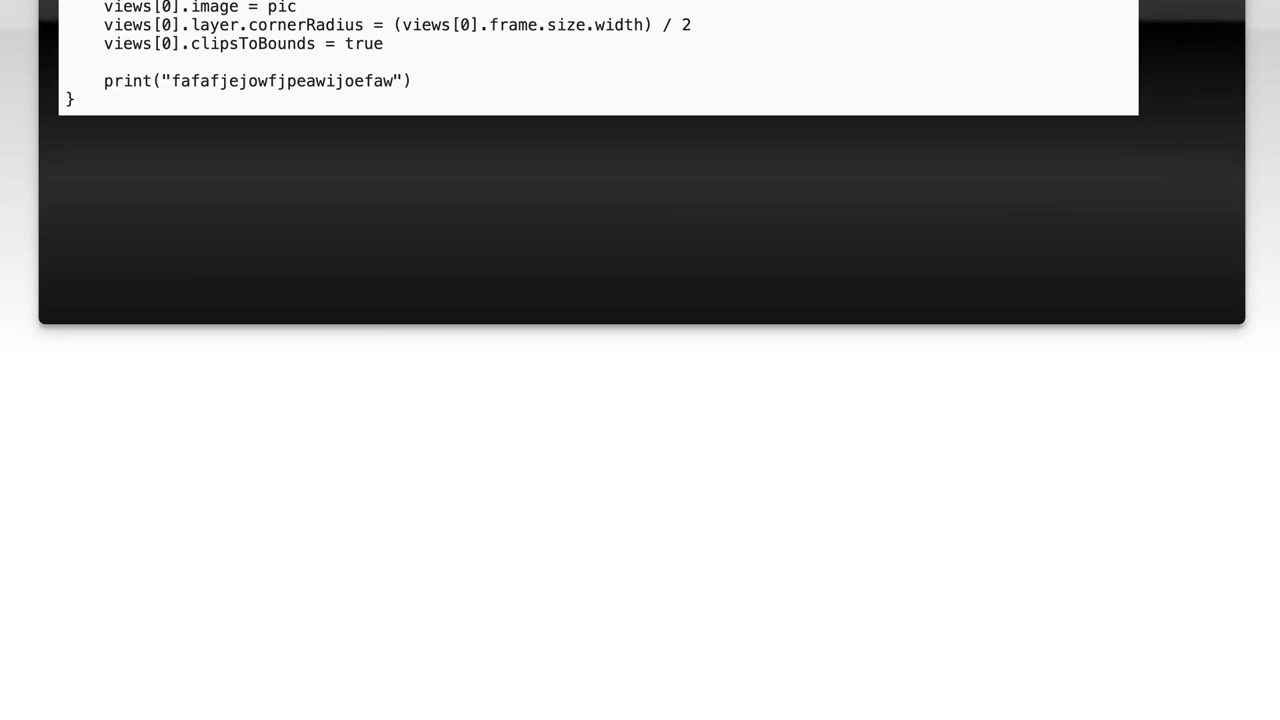 views[0].image = pic
views[0].layer.cornerRadius = (views[0].frame.size.width) / 2
views[0].clipsToBounds = true
print("fafafjejowfjpeawijoefaw")
}